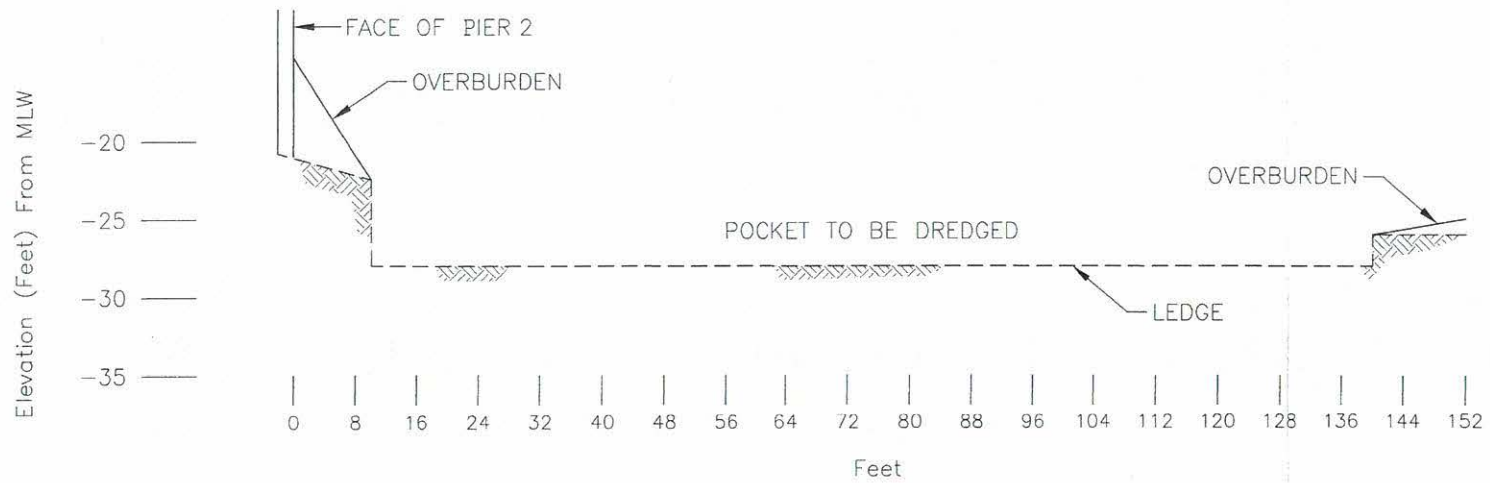 FACE OF PIER 2
OVERBURDEN
Elevation (Feet) From MLW
-20
-25
-30
-35
OVERBURDEN
POCKET TO BE DREDGED
LEDGE
0 8 16 24 32 40 48 56 64 72 80 88 96 104 112 120 128 136 144 152
Feet